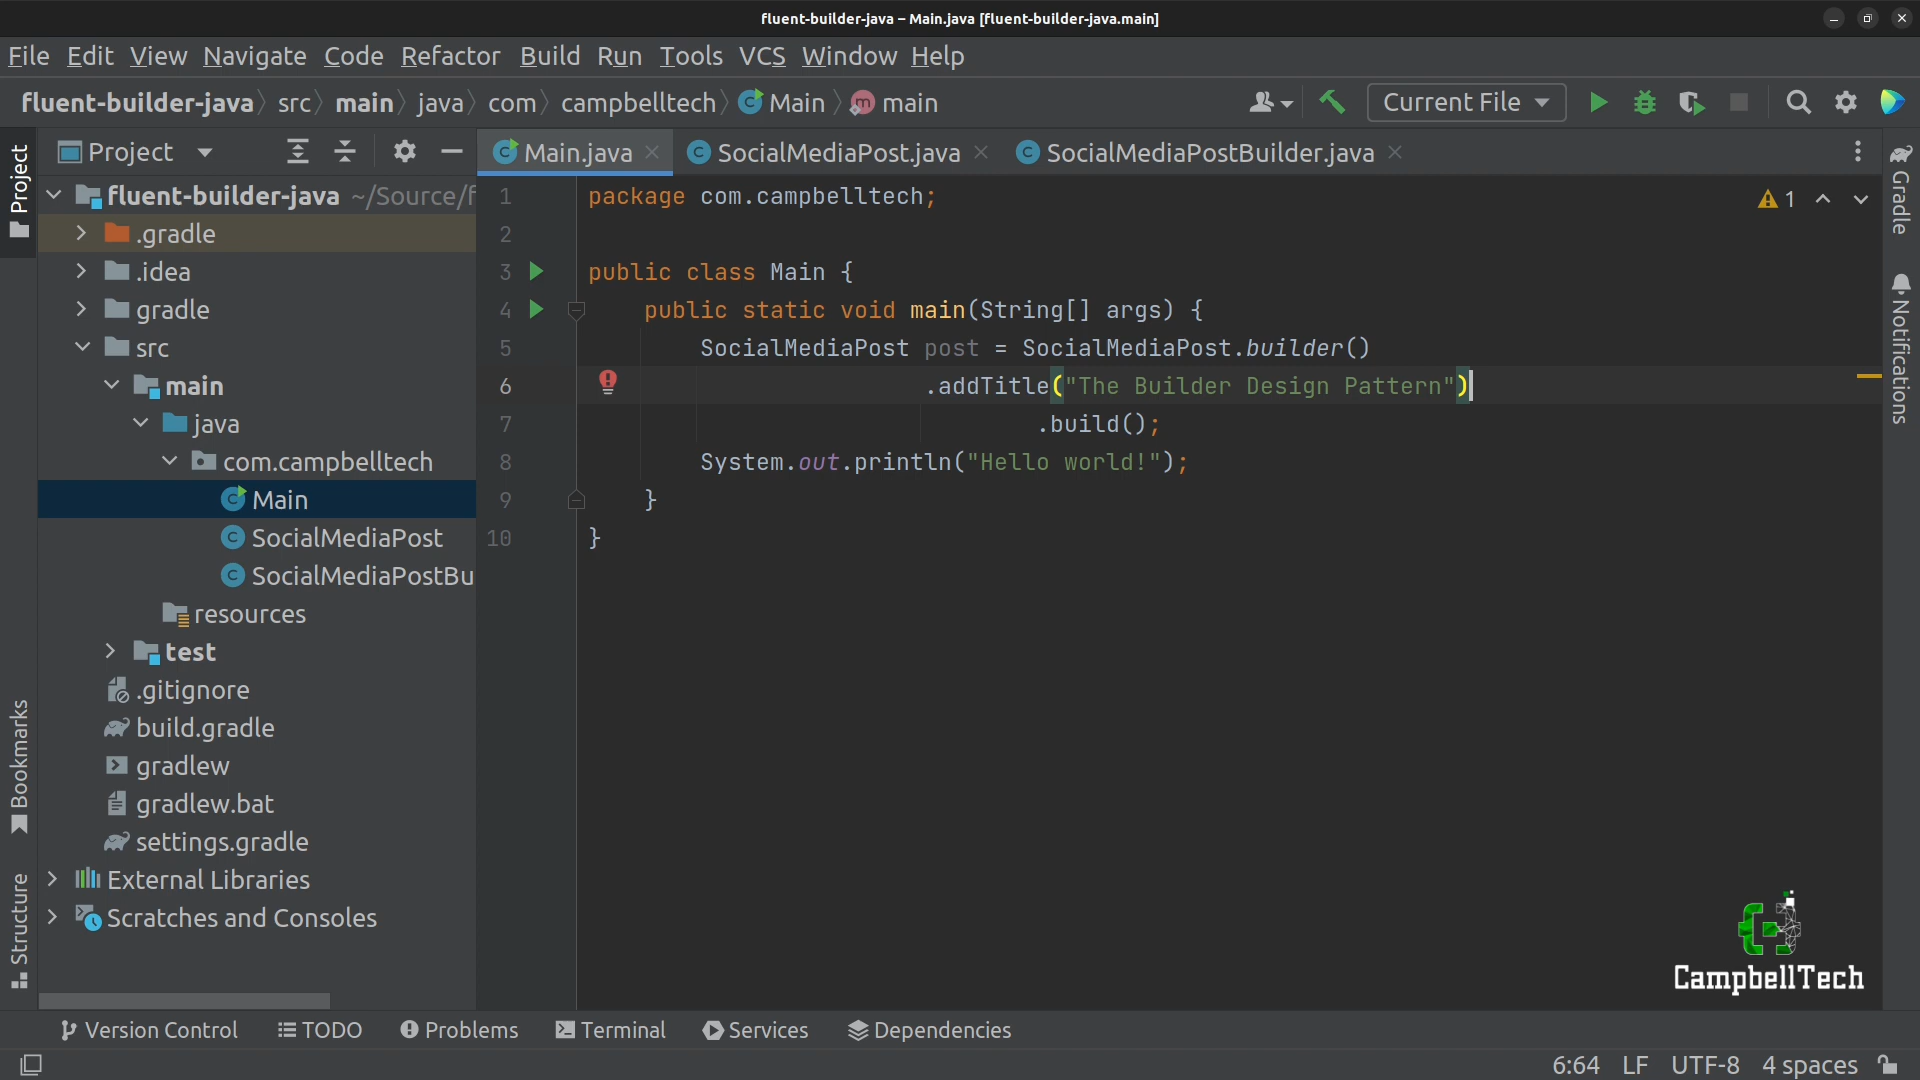 fluent-builder-java – Main.java [fluent-builder-java.main]
File Edit View Navigate Code Refactor Build Run Tools VCS Window Help
fluent-builder-java src main java com campbelltech Main main
Current File
Project
Main.java
SocialMediaPost.java
SocialMediaPostBuilder.java
Project
fluent-builder-java ~/Source/f
.gradle
.idea
gradle
src
main
java
com.campbelltech
Main
SocialMediaPost
SocialMediaPostBu
resources
test
.gitignore
build.gradle
gradlew
gradlew.bat
settings.gradle
External Libraries
Scratches and Consoles
Bookmarks
Structure
1 package com.campbelltech;
2
3 public class Main {
4 public static void main(String[] args) {
5 SocialMediaPost post = SocialMediaPost.builder()
6 .addTitle("The Builder Design Pattern")
7 .build();
8 System.out.println("Hello world!");
9 }
10 }
1
Gradle
Notifications
CampbellTech
Version Control TODO Problems Terminal Services Dependencies
6:64 LF UTF-8 4 spaces